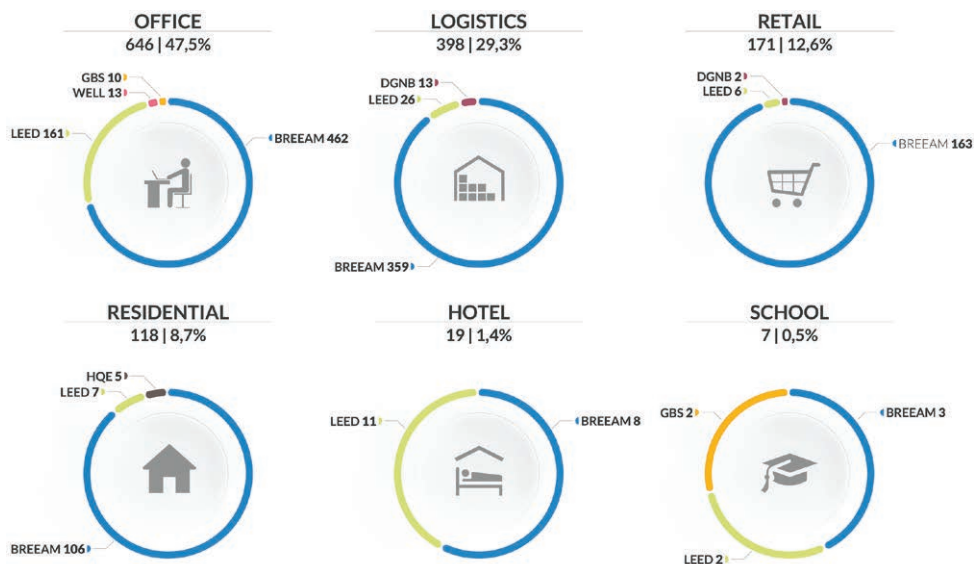 OFFICE
646 | 47,5%
GBS 10
WELL 13
LEED 161
BREEAM 462
LOGISTICS
398 | 29,3%
DGNB 13
LEED 26
BREEAM 359
RETAIL
171 | 12,6%
DGNB 2
LEED 6
BREEAM 163
RESIDENTIAL
118 | 8,7%
HQE 5
LEED 7
BREEAM 106
HOTEL
19 | 1,4%
LEED 11
BREEAM 8
SCHOOL
7 | 0,5%
GBS 2
BREEAM 3
LEED 2